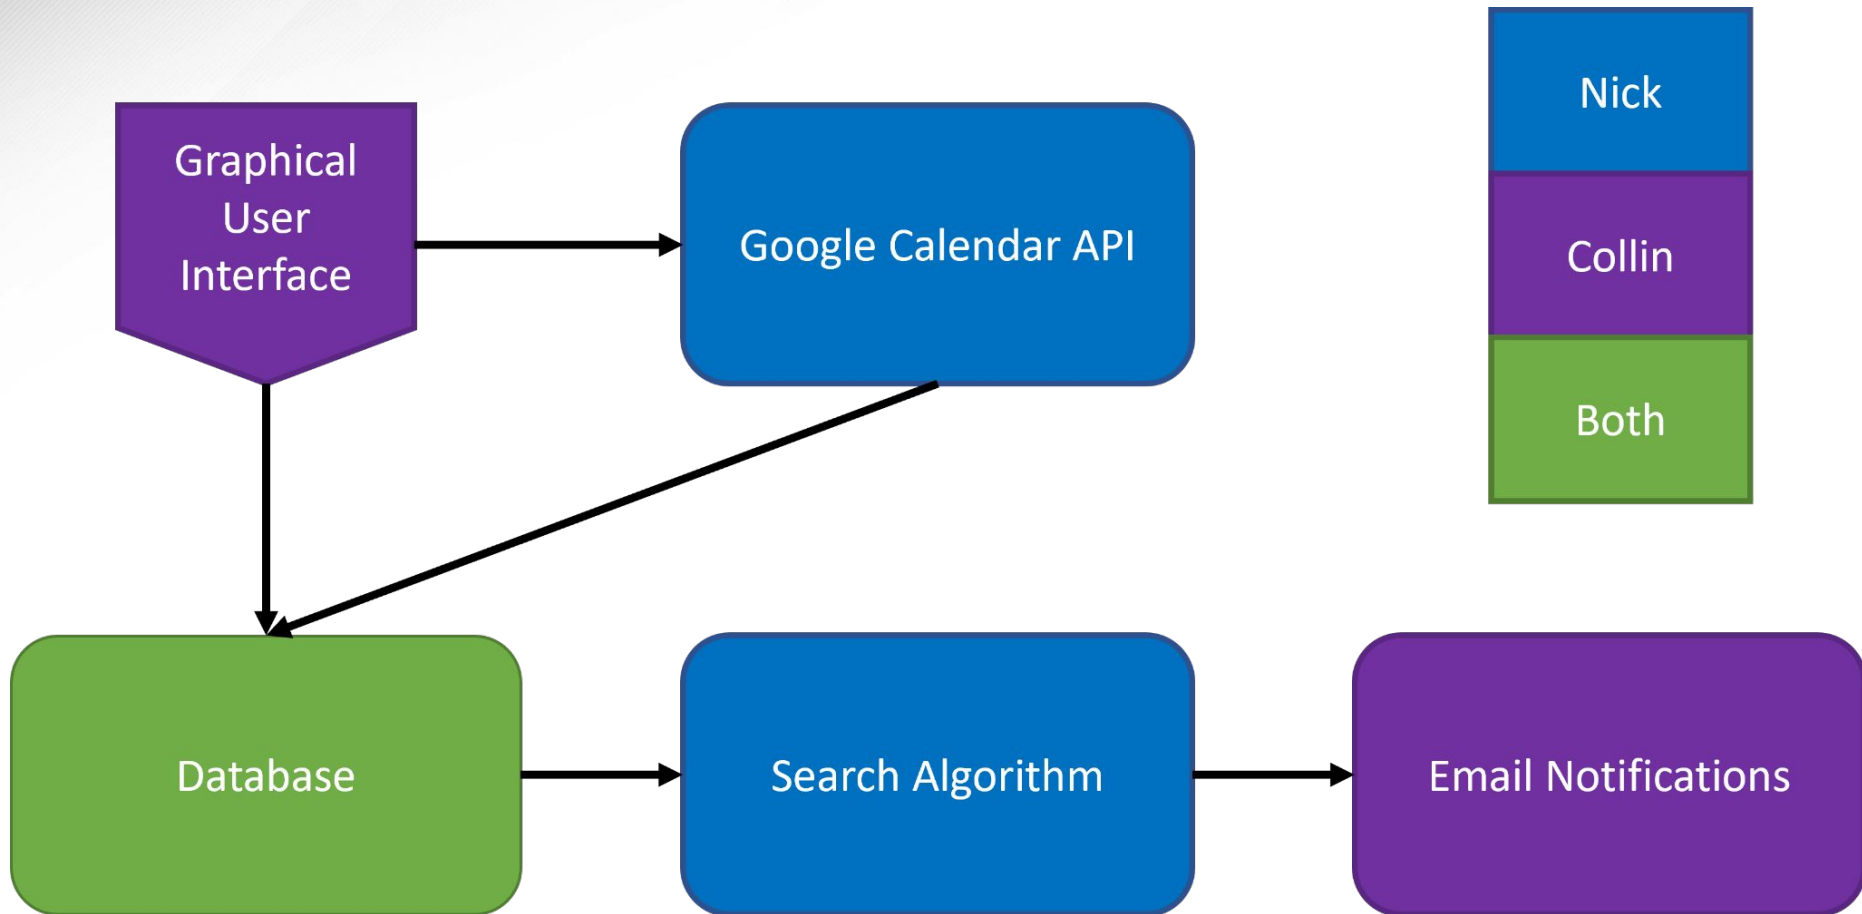 Graphical
User
Interface
Google Calendar API
Nick
Collin
Both
Database
Search Algorithm
Email Notifications